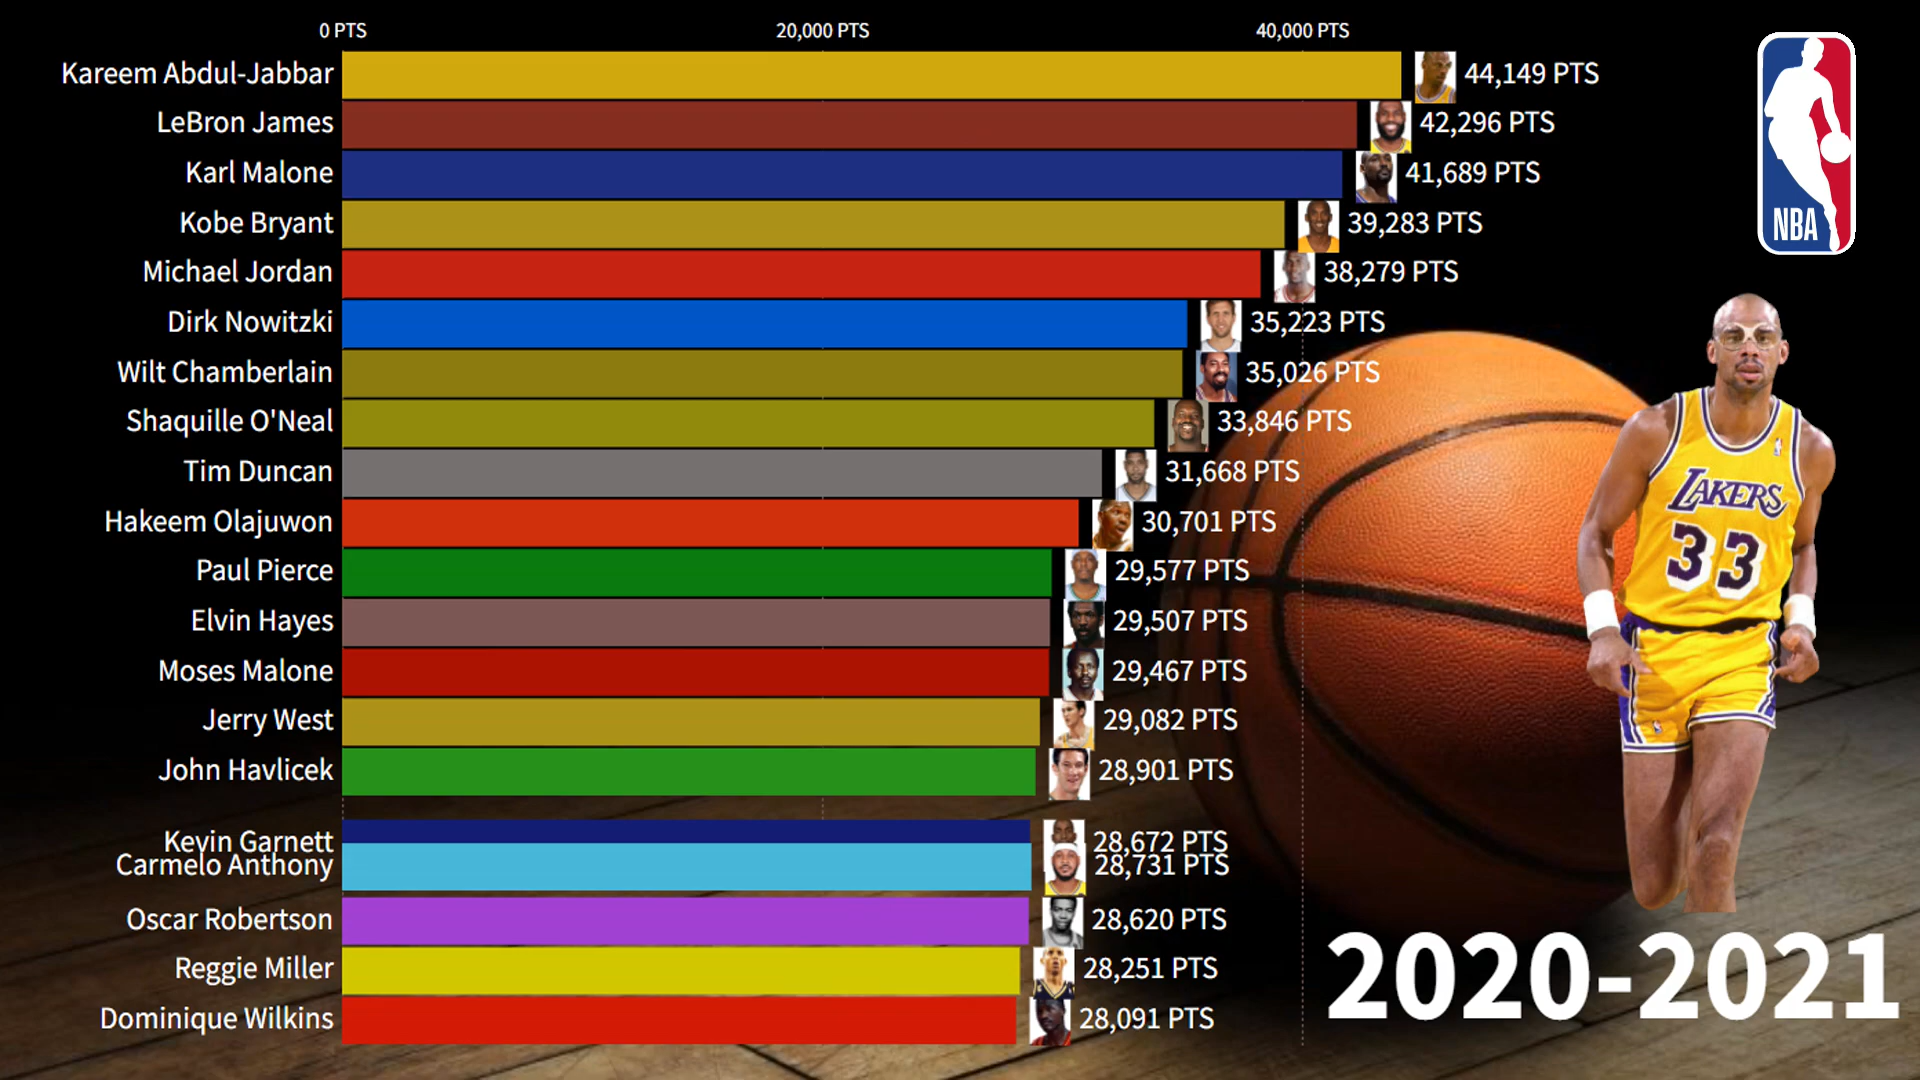 0 PTS 20,000 PTS 40,000 PTS
Kareem Abdul-Jabbar 44,149 PTS
LeBron James 42,296 PTS
Karl Malone 41,689 PTS
Kobe Bryant 39,283 PTS
Michael Jordan 38,279 PTS
Dirk Nowitzki 35,223 PTS
Wilt Chamberlain 35,026 PTS
Shaquille O'Neal 33,846 PTS
Tim Duncan 31,668 PTS
Hakeem Olajuwon 30,701 PTS
Paul Pierce 29,577 PTS
Elvin Hayes 29,507 PTS
Moses Malone 29,467 PTS
Jerry West 29,082 PTS
John Havlicek 28,901 PTS
Kevin Garnett 28,672 PTS
Carmelo Anthony 28,731 PTS
Oscar Robertson 28,620 PTS
Reggie Miller 28,251 PTS
Dominique Wilkins 28,091 PTS
NBA
LAKERS
33
2020-2021